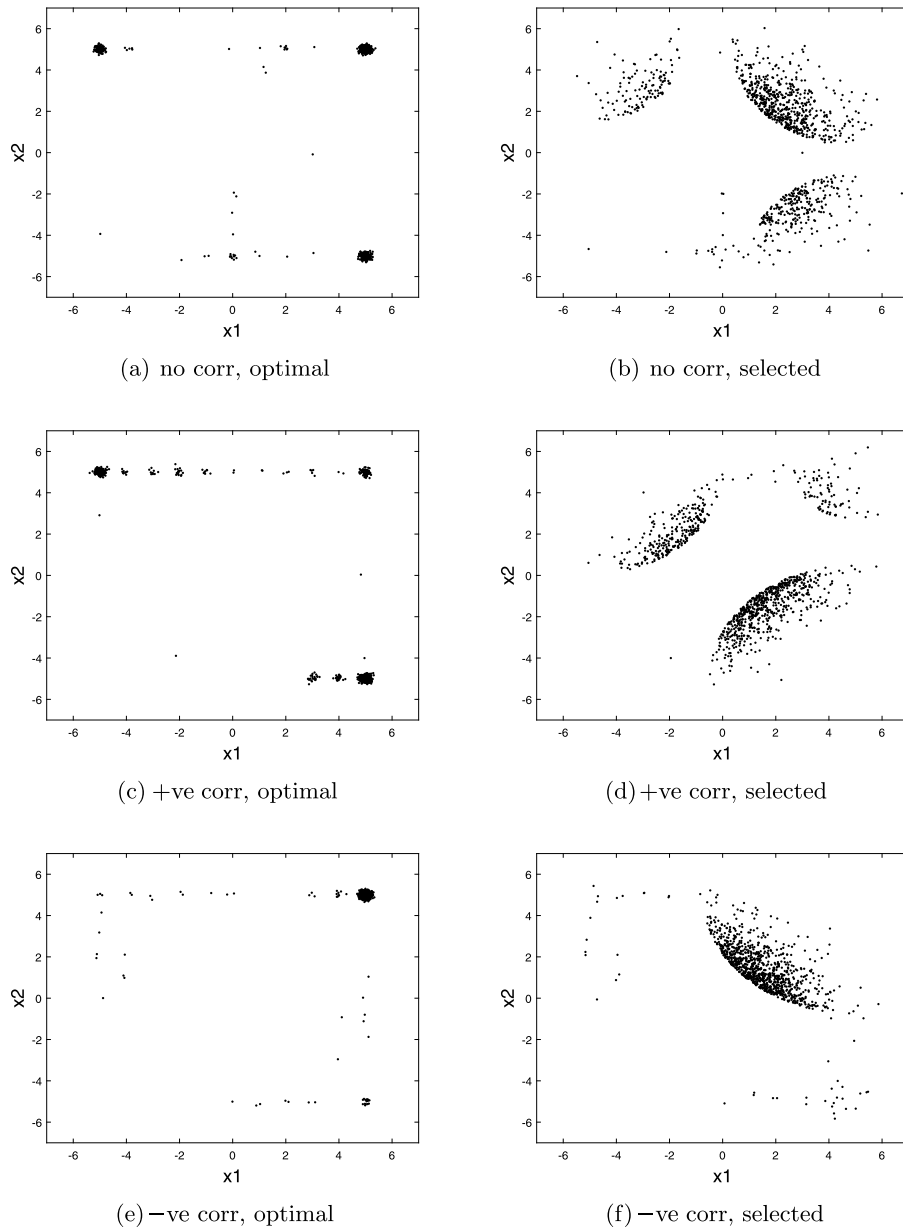 6
4
2
0
-2
-4
-6
x2
-6 -4 -2 0 2 4 6
x1
(a) no corr, optimal
6
4
2
0
-2
-4
-6
x2
-6 -4 -2 0 2 4 6
x1
(b) no corr, selected
6
4
2
0
-2
-4
-6
x2
-6 -4 -2 0 2 4 6
x1
(c) +ve corr, optimal
6
4
2
0
-2
-4
-6
x2
-6 -4 -2 0 2 4 6
x1
(d) +ve corr, selected
6
4
2
0
-2
-4
-6
x2
-6 -4 -2 0 2 4 6
x1
(e) −ve corr, optimal
6
4
2
0
-2
-4
-6
x2
-6 -4 -2 0 2 4 6
x1
(f) −ve corr, selected